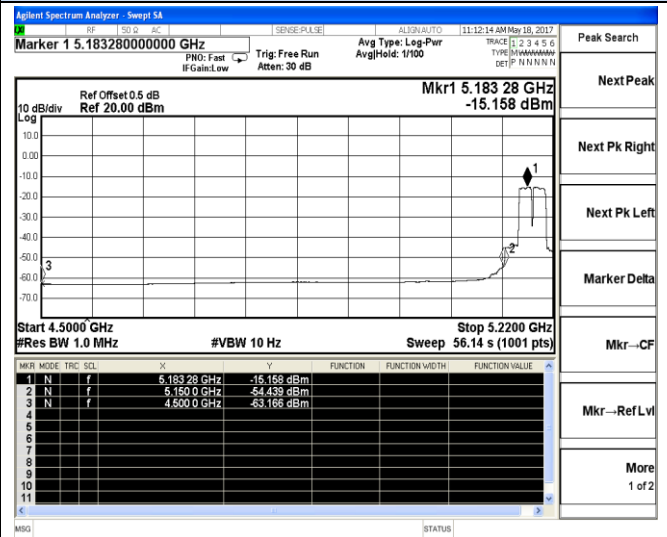 Agilent Spectrum Analyzer - Swept SA
RF 50 Ω AC SENSE:PULSE ALIGN AUTO 11:12:14 AM May 18, 2017
Marker 1 5.183280000000 GHz
PNO: Fast
IFGain:Low
Trig: Free Run
Atten: 30 dB
Avg Type: Log-Pwr
Avg|Hold: 1/100
TRACE 1 2 3 4 5 6
TYPE MWWWWW
DET P N N N N N
Ref Offset 0.5 dB
10 dB/div Ref 20.00 dBm
Log
Mkr1 5.183 28 GHz
-15.158 dBm
10.0
0.00
-10.0
-20.0
-30.0
-40.0
-50.0
-60.0
-70.0
1
2
3
Start 4.5000 GHz Stop 5.2200 GHz
#Res BW 1.0 MHz #VBW 10 Hz Sweep 56.14 s (1001 pts)
MKR MODE TRC SCL X Y FUNCTION FUNCTION WIDTH FUNCTION VALUE
1 N f 5.183 28 GHz -15.158 dBm
2 N f 5.150 0 GHz -54.439 dBm
3 N f 4.500 0 GHz -63.166 dBm
4
5
6
7
8
9
10
11
MSG STATUS
Peak Search
Next Peak
Next Pk Right
Next Pk Left
Marker Delta
Mkr→CF
Mkr→Ref Lvl
More
1 of 2